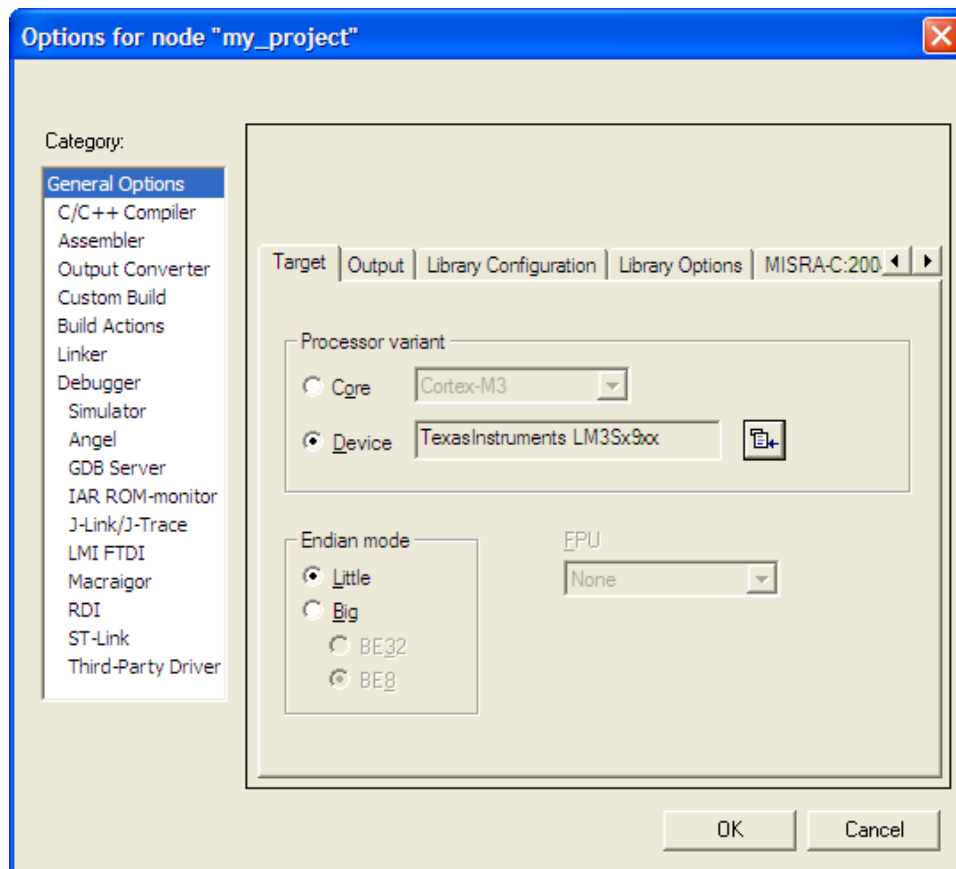 Options for node "my_project"
Category:
General Options
C/C++ Compiler
Assembler
Output Converter
Custom Build
Build Actions
Linker
Debugger
Simulator
Angel
GDB Server
IAR ROM-monitor
J-Link/J-Trace
LMI FTDI
Macraigor
RDI
ST-Link
Third-Party Driver
Target Output Library Configuration Library Options MISRA-C:200
Processor variant
Core Cortex-M3
Device TexasInstruments LM3Sx9xx
Endian mode FPU
Little None
Big
BE32
BE8
OK Cancel